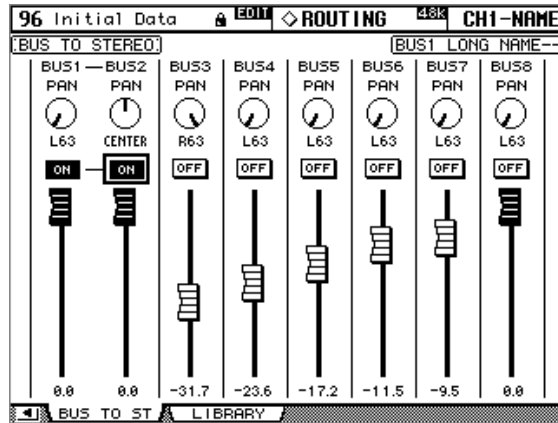 96 Initial Data EDIT ◇ROUTING 48K CH1-NAME
BUS TO STEREO BUS1 LONG NAME--
BUS1—BUS2 BUS3 BUS4 BUS5 BUS6 BUS7 BUS8
PAN PAN PAN PAN PAN PAN PAN PAN
L63 CENTER R63 L63 L63 L63 L63 L63
ON ON OFF OFF OFF OFF OFF OFF
0.0 0.0 -31.7 -23.6 -17.2 -11.5 -9.5 0.0
BUS TO ST LIBRARY